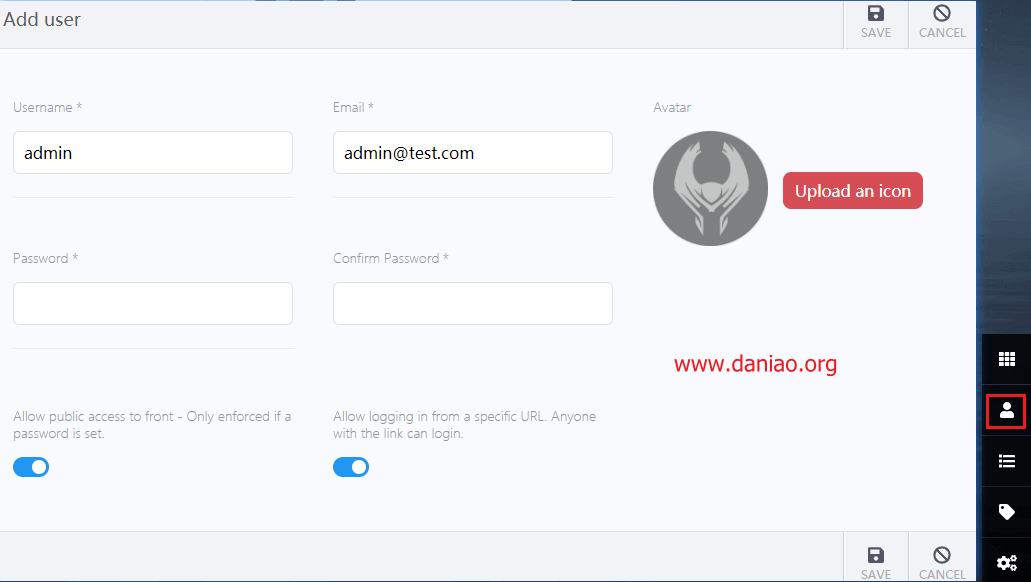 Add user
SAVE
CANCEL
Username *
Email *
Avatar
admin
admin@test.com
Upload an icon
Password *
Confirm Password *
www.daniao.org
Allow public access to front - Only enforced if a
password is set.
Allow logging in from a specific URL. Anyone
with the link can login.
SAVE
CANCEL